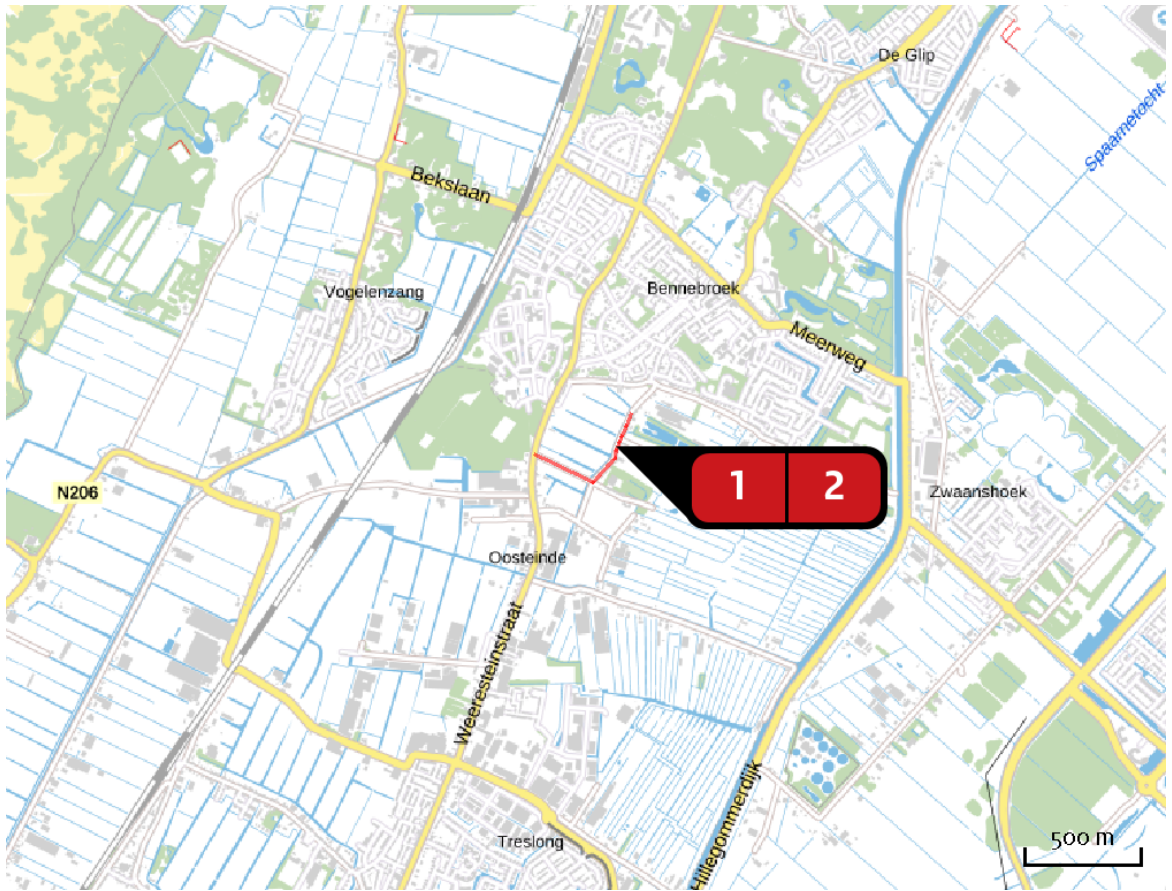 De Glip
Spaarnetocht
Bekslaan
Vogelenzang
Bennebroek
Meerweg
1 2
N206
Zwaanshoek
Oosteinde
Weeresteinstraat
Hillegommerdijk
Treslong
500 m